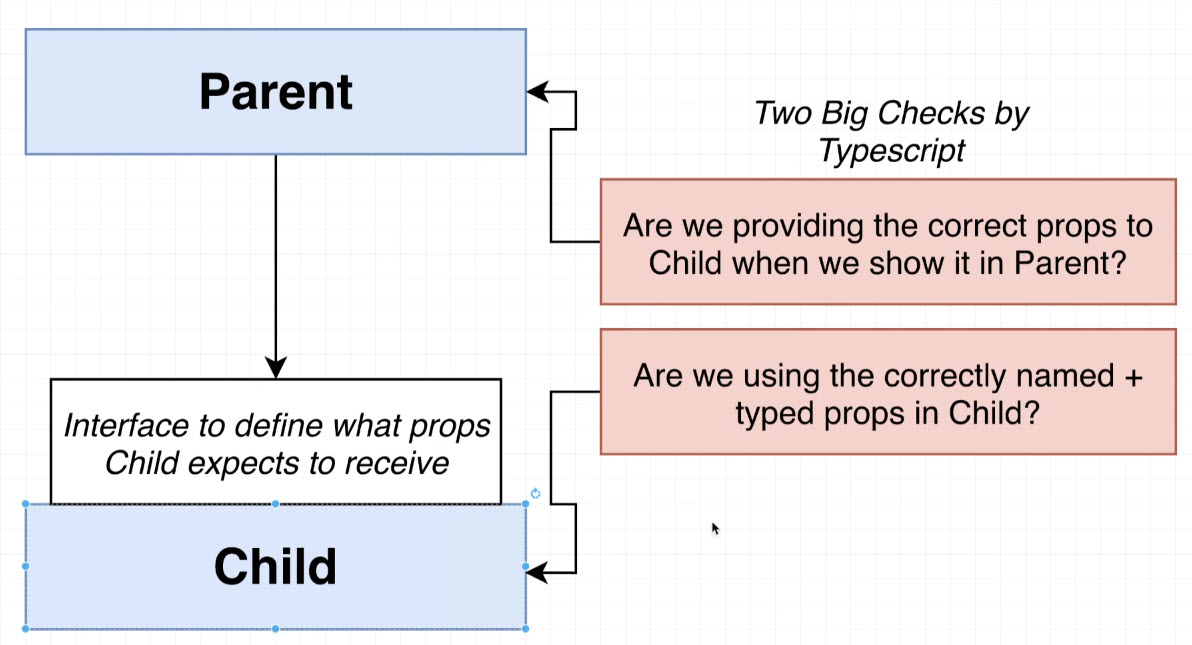 Parent
Two Big Checks by
Typescript
Are we providing the correct props to
Child when we show it in Parent?
Are we using the correctly named +
typed props in Child?
Interface to define what props
Child expects to receive
Child